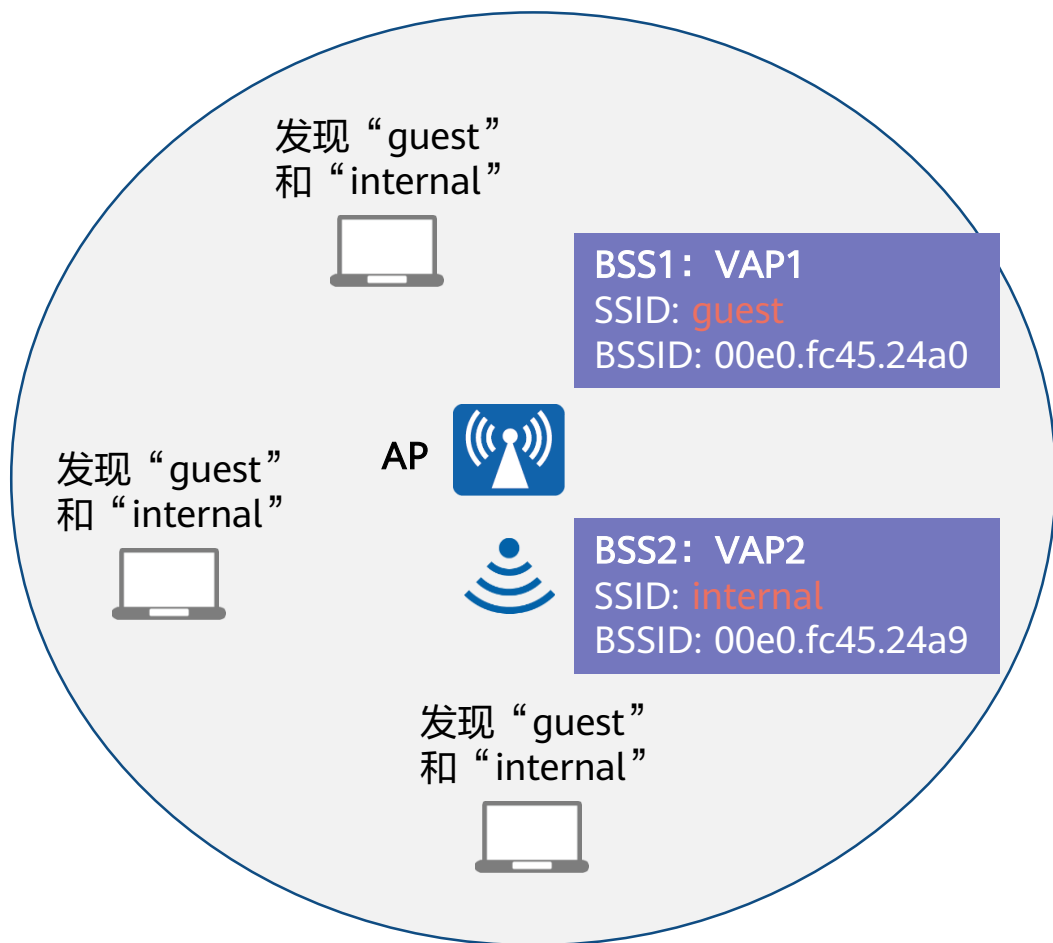 发现“guest”
和“internal”
BSS1：VAP1
SSID: guest
BSSID: 00e0.fc45.24a0
AP
发现“guest”
和“internal”
BSS2：VAP2
SSID: internal
BSSID: 00e0.fc45.24a9
发现“guest”
和“internal”